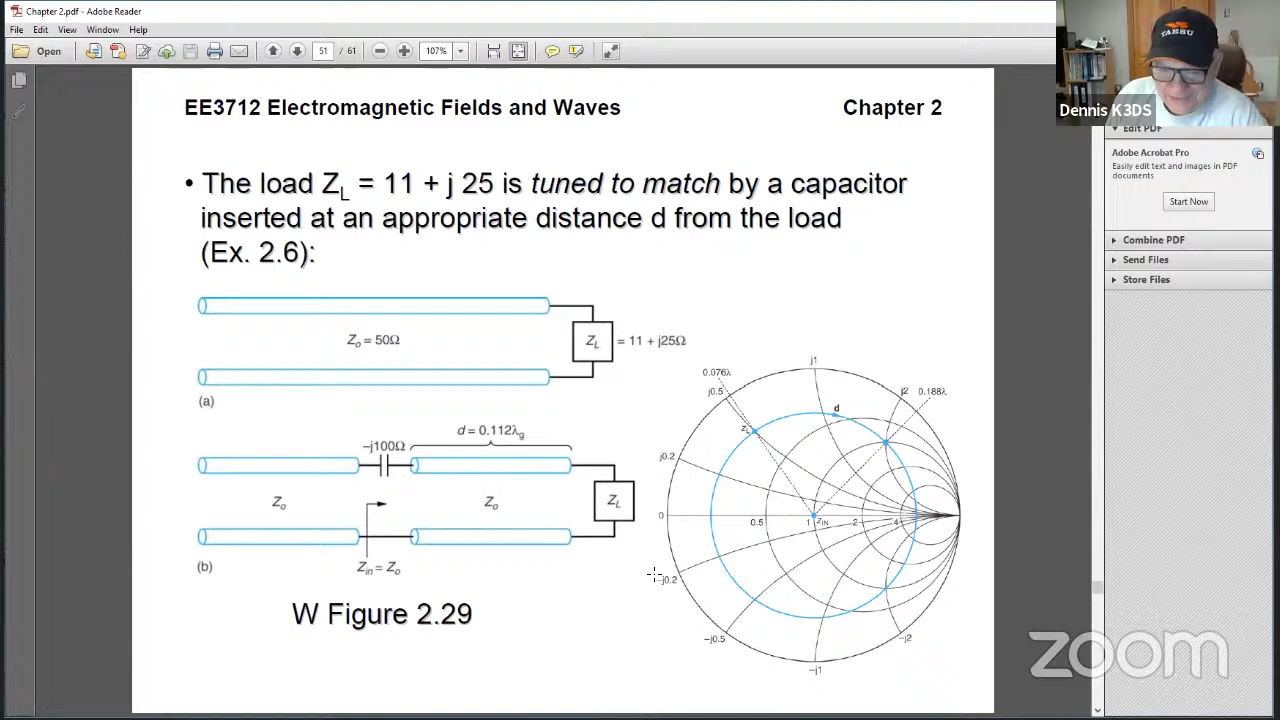 Chapter 2.pdf - Adobe Reader
File Edit View Window Help
Open 51 / 61 107%
YAESU
Dennis K3DS
Edit PDF
Adobe Acrobat Pro
Easily edit text and images in PDF
documents
Start Now
Combine PDF
Send Files
Store Files
EE3712 Electromagnetic Fields and Waves Chapter 2
• The load ZL = 11 + j 25 is tuned to match by a capacitor
inserted at an appropriate distance d from the load
(Ex. 2.6):
Zo = 50Ω
ZL = 11 + j25Ω
(a)
d = 0.112λg
−j100Ω
Zo
Zo
ZL
(b)
Zin = Zo
W Figure 2.29
j1
0.076λ
j0.5
j2 0.188λ
d
zL
j0.2
0 0.5 1 zIN 2 4
−j0.2
−j0.5
−j2
−j1
zoom